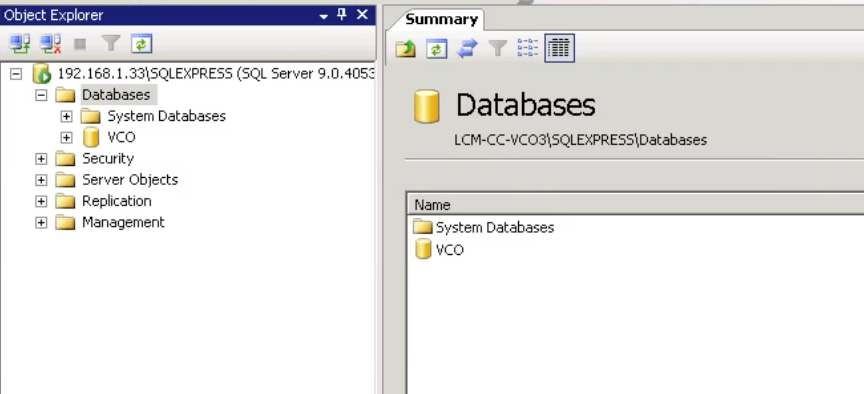 Object Explorer
192.168.1.33\SQLEXPRESS (SQL Server 9.0.4053
Databases
System Databases
VCO
Security
Server Objects
Replication
Management
Summary
Databases
LCM-CC-VCO3\SQLEXPRESS\Databases
Name
System Databases
VCO